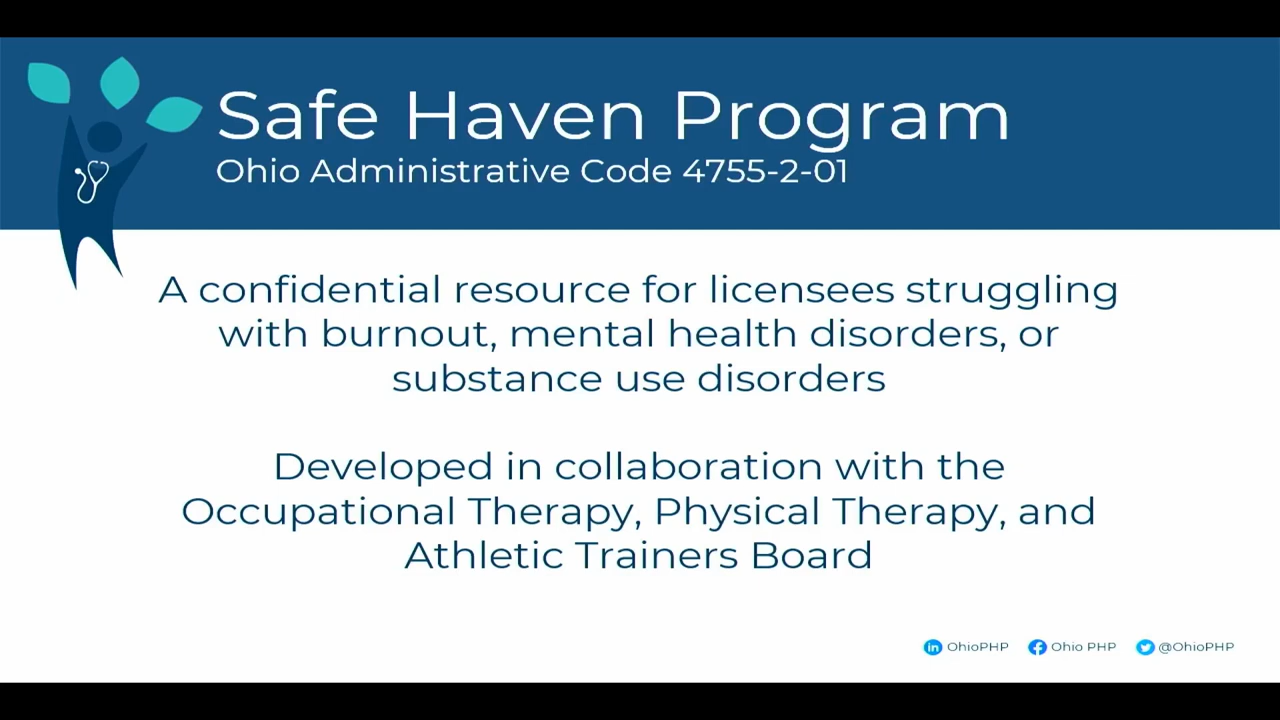 Safe Haven Program
Ohio Administrative Code 4755-2-01
A confidential resource for licensees struggling
with burnout, mental health disorders, or
substance use disorders
Developed in collaboration with the
Occupational Therapy, Physical Therapy, and
Athletic Trainers Board
in OhioPHP f Ohio PHP @OhioPHP